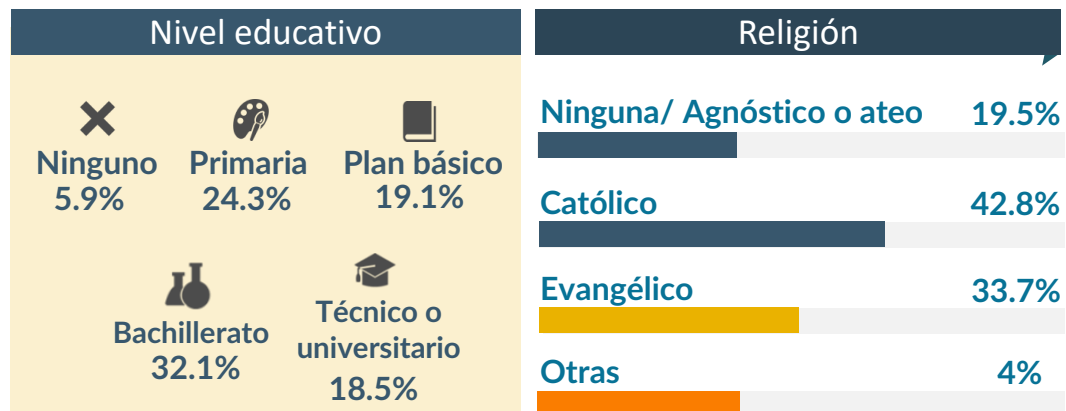 Nivel educativo
Ninguno
5.9%
Primaria
24.3%
Plan básico
19.1%
Bachillerato
32.1%
Técnico o
universitario
18.5%
Religión
Ninguna/ Agnóstico o ateo 19.5%
Católico 42.8%
Evangélico 33.7%
Otras 4%